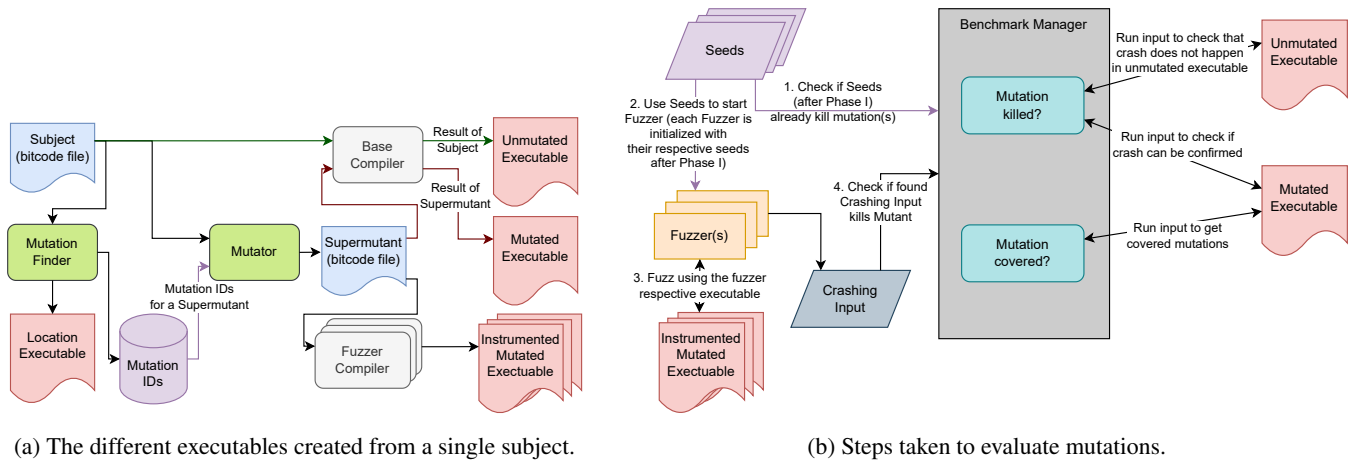 Subject
(bitcode file)
Base
Compiler
Result of
Subject
Unmutated
Executable
Result of
Supermutant
Mutation
Finder
Mutator
Supermutant
(bitcode file)
Mutated
Executable
Mutation IDs
for a Supermutant
Location
Executable
Mutation
IDs
Fuzzer
Compiler
Instrumented
Mutated
Exectuable
(a) The different executables created from a single subject.
Seeds
1. Check if Seeds
(after Phase I)
already kill mutation(s)
2. Use Seeds to start
Fuzzer (each Fuzzer is
initialized with
their respective seeds
after Phase I)
Fuzzer(s)
3. Fuzz using the fuzzer
respective executable
Instrumented
Mutated
Exectuable
4. Check if found
Crashing Input
kills Mutant
Crashing
Input
Benchmark Manager
Mutation
killed?
Mutation
covered?
Run input to check that
crash does not happen
in unmutated executable
Unmutated
Executable
Run input to check if
crash can be confirmed
Mutated
Executable
Run input to get
covered mutations
(b) Steps taken to evaluate mutations.